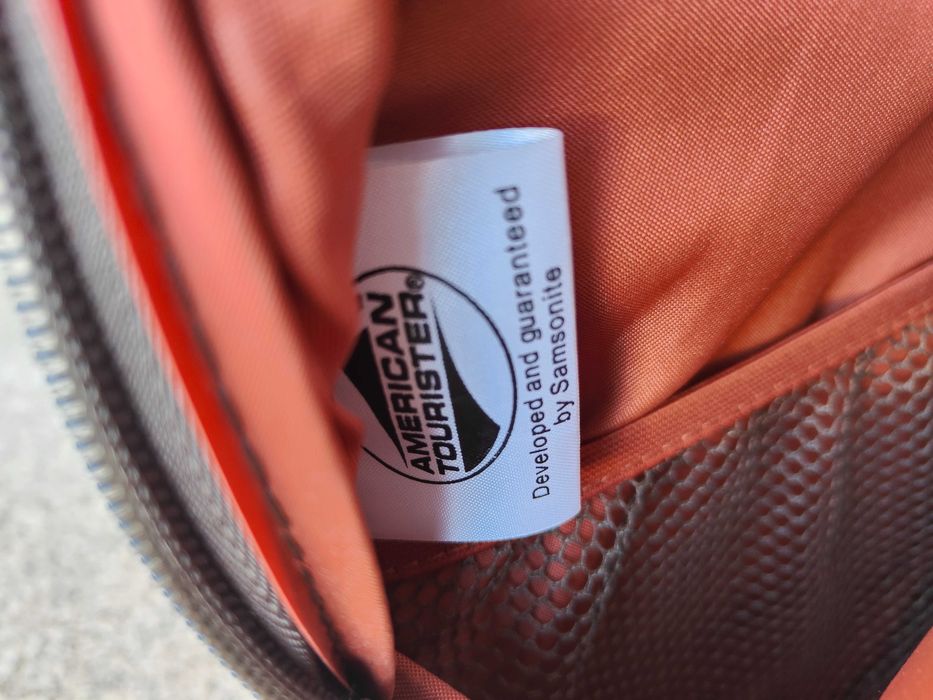 AMERICAN
TOURISTER®
Developed and guaranteed
by Samsonite